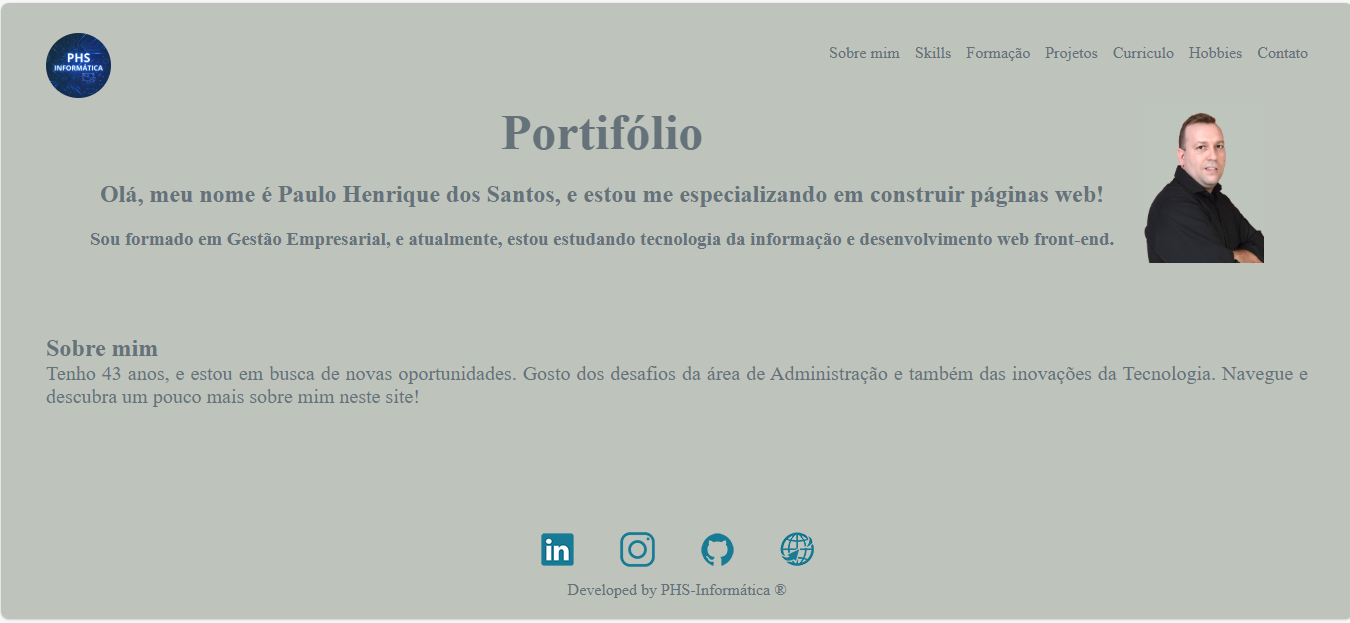 PHS
INFORMÁTICA
Sobre mim Skills Formação Projetos Curriculo Hobbies Contato
Portifólio
Olá, meu nome é Paulo Henrique dos Santos, e estou me especializando em construir páginas web!
Sou formado em Gestão Empresarial, e atualmente, estou estudando tecnologia da informação e desenvolvimento web front-end.
Sobre mim
Tenho 43 anos, e estou em busca de novas oportunidades. Gosto dos desafios da área de Administração e também das inovações da Tecnologia. Navegue e
descubra um pouco mais sobre mim neste site!
in
Developed by PHS-Informática ®